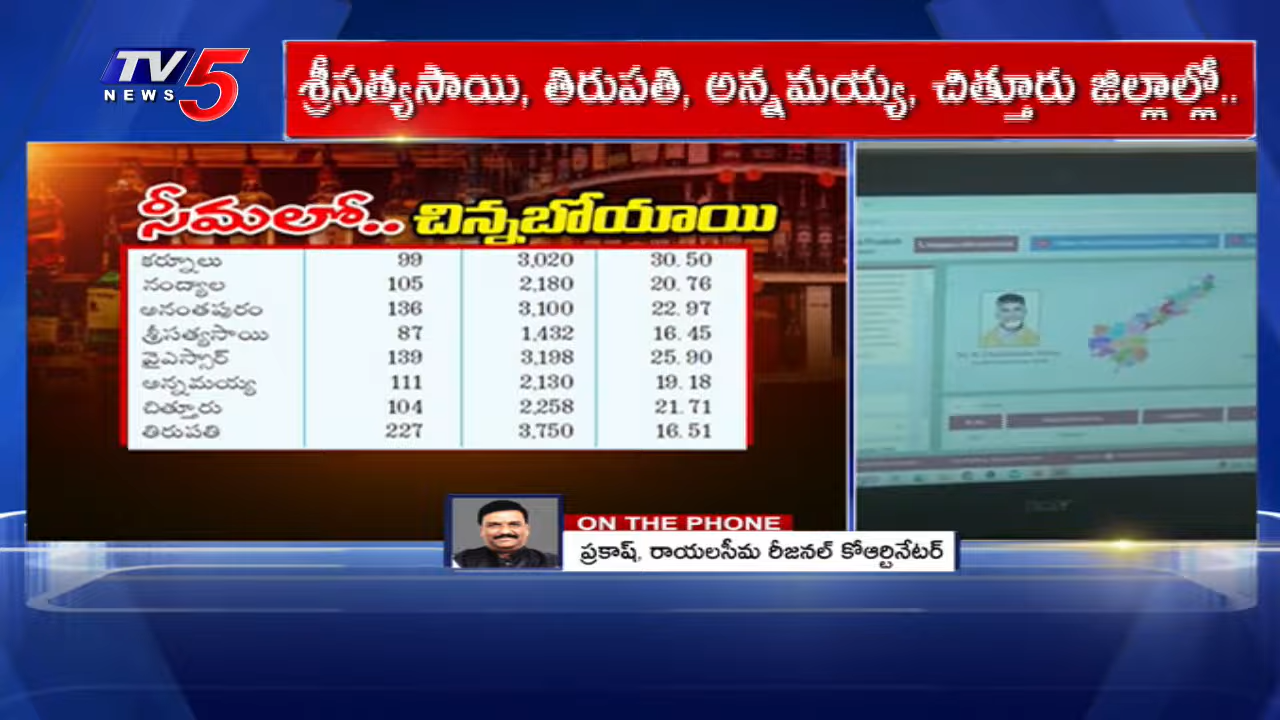 TV5
NEWS
శ్రీసత్యసాయి, తిరుపతి, అన్నమయ్య, చిత్తూరు జిల్లాల్లో..
సీమలో.. చిన్నబోయాయి
కర్నూలు 99 3,020 30.50
నంద్యాల 105 2,180 20.76
అనంతపురం 136 3,100 22.97
శ్రీసత్యసాయి 87 1,432 16.45
వైఎస్సార్ 139 3,198 25.90
అన్నమయ్య 111 2,130 19.18
చిత్తూరు 104 2,258 21.71
తిరుపతి 227 3,750 16.51
ON THE PHONE
ప్రకాష్, రాయలసీమ రీజనల్ కోఆర్టినేటర్